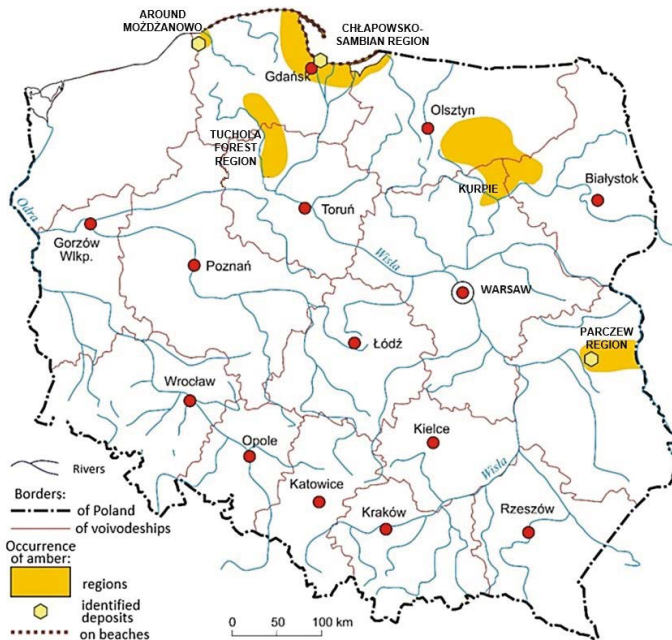 AROUND
MOŻDŻANOWO
CHŁAPOWSKO-
SAMBIAN REGION
Gdańsk
Olsztyn
TUCHOLA
FOREST
REGION
KURPIE
Białystok
Odra
Toruń
Gorzów
Wlkp.
Wisła
Poznań
WARSAW
PARCZEW
REGION
Łódź
Wrocław
Kielce
Opole
Wisła
Katowice
Rzeszów
Kraków
Rivers
Borders:
of Poland
of voivodeships
Occurrence
of amber:
regions
identified
deposits
on beaches
0 50 100 km